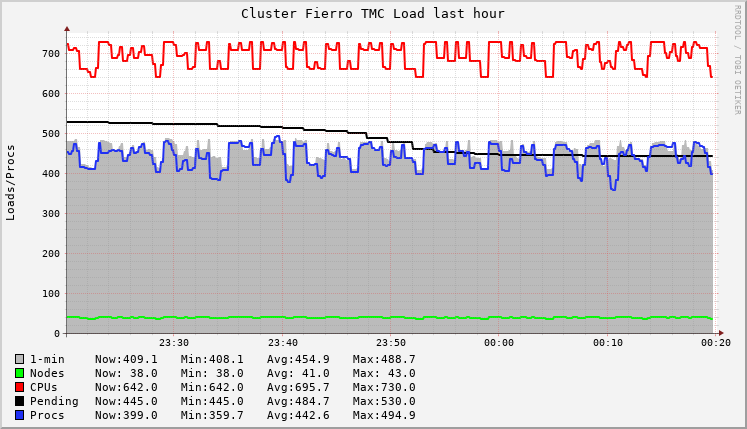 Cluster Fierro TMC Load last hour
RRDTOOL / TOBI OETIKER
Loads/Procs
700
600
500
400
300
200
100
0
23:30 23:40 23:50 00:00 00:10 00:20
1-min Now:409.1 Min:408.1 Avg:454.9 Max:488.7
Nodes Now: 38.0 Min: 38.0 Avg: 41.0 Max: 43.0
CPUs Now:642.0 Min:642.0 Avg:695.7 Max:730.0
Pending Now:445.0 Min:445.0 Avg:484.7 Max:530.0
Procs Now:399.0 Min:359.7 Avg:442.6 Max:494.9